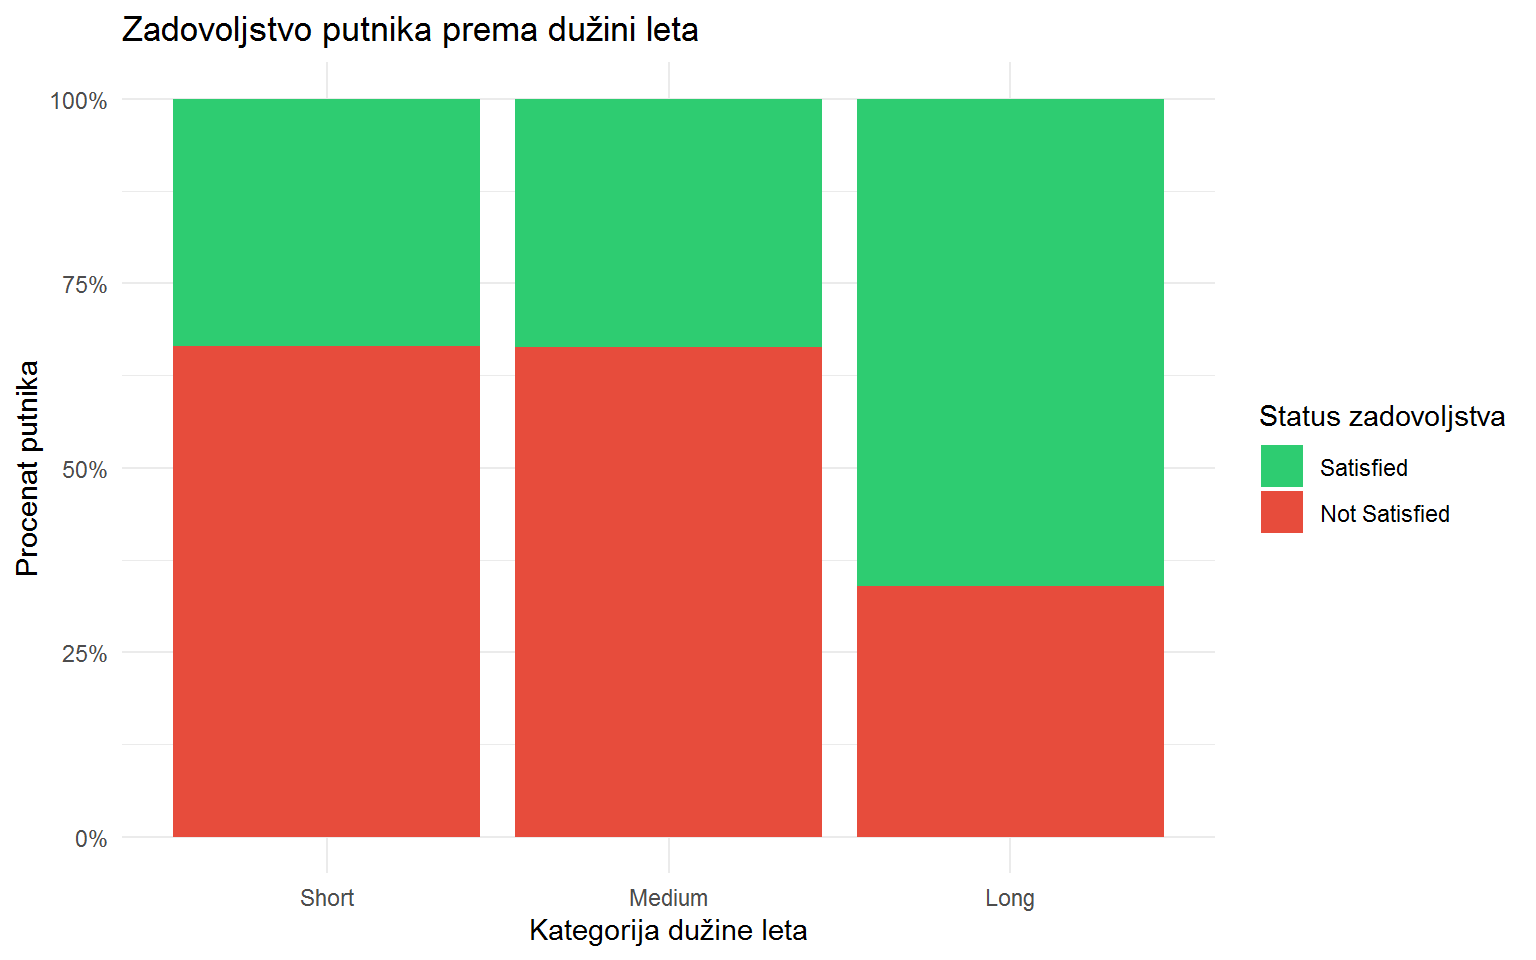 Zadovoljstvo putnika prema dužini leta
Procenat putnika
100%
75%
50%
25%
0%
Short
Medium
Long
Kategorija dužine leta
Status zadovoljstva
Satisfied
Not Satisfied